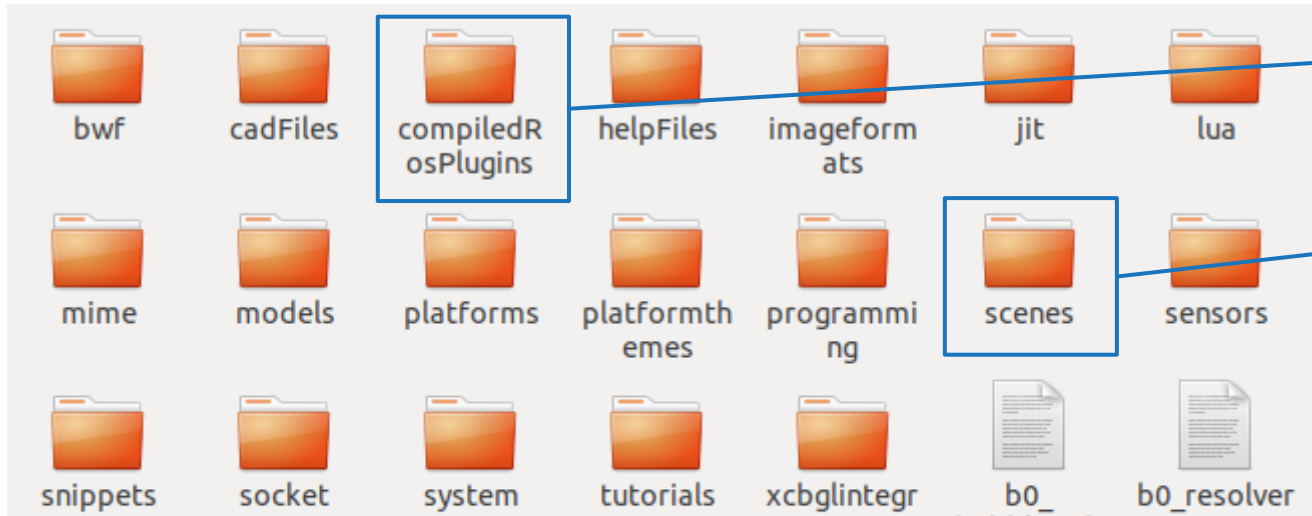 bwf
cadFiles
compiledR
osPlugins
helpFiles
imageform
ats
jit
lua
mime
models
platforms
platformth
emes
programmi
ng
scenes
sensors
snippets
socket
system
tutorials
xcbglintegr
b0_
b0_resolver